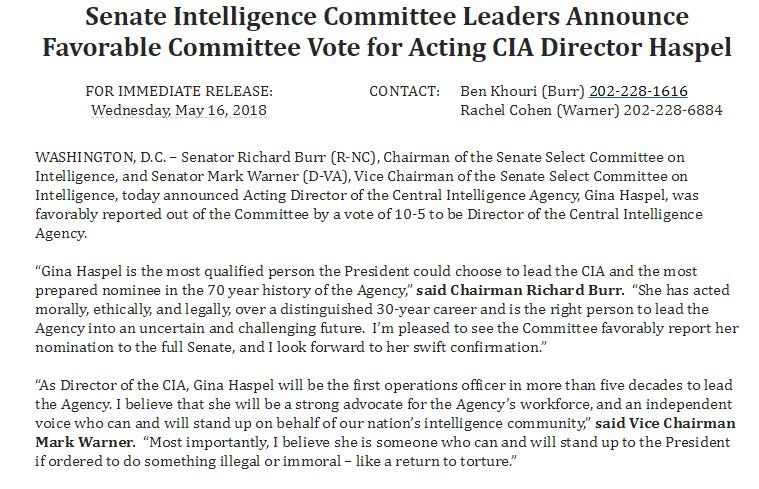 Senate Intelligence Committee Leaders Announce
Favorable Committee Vote for Acting CIA Director Haspel
FOR IMMEDIATE RELEASE: CONTACT: Ben Khouri (Burr) 202-228-1616
Wednesday, May 16, 2018 Rachel Cohen (Warner) 202-228-6884
WASHINGTON, D.C. – Senator Richard Burr (R-NC), Chairman of the Senate Select Committee on
Intelligence, and Senator Mark Warner (D-VA), Vice Chairman of the Senate Select Committee on
Intelligence, today announced Acting Director of the Central Intelligence Agency, Gina Haspel, was
favorably reported out of the Committee by a vote of 10-5 to be Director of the Central Intelligence
Agency.
“Gina Haspel is the most qualified person the President could choose to lead the CIA and the most
prepared nominee in the 70 year history of the Agency,” said Chairman Richard Burr. “She has acted
morally, ethically, and legally, over a distinguished 30-year career and is the right person to lead the
Agency into an uncertain and challenging future. I’m pleased to see the Committee favorably report her
nomination to the full Senate, and I look forward to her swift confirmation.”
“As Director of the CIA, Gina Haspel will be the first operations officer in more than five decades to lead
the Agency. I believe that she will be a strong advocate for the Agency’s workforce, and an independent
voice who can and will stand up on behalf of our nation’s intelligence community,” said Vice Chairman
Mark Warner. “Most importantly, I believe she is someone who can and will stand up to the President
if ordered to do something illegal or immoral – like a return to torture.”